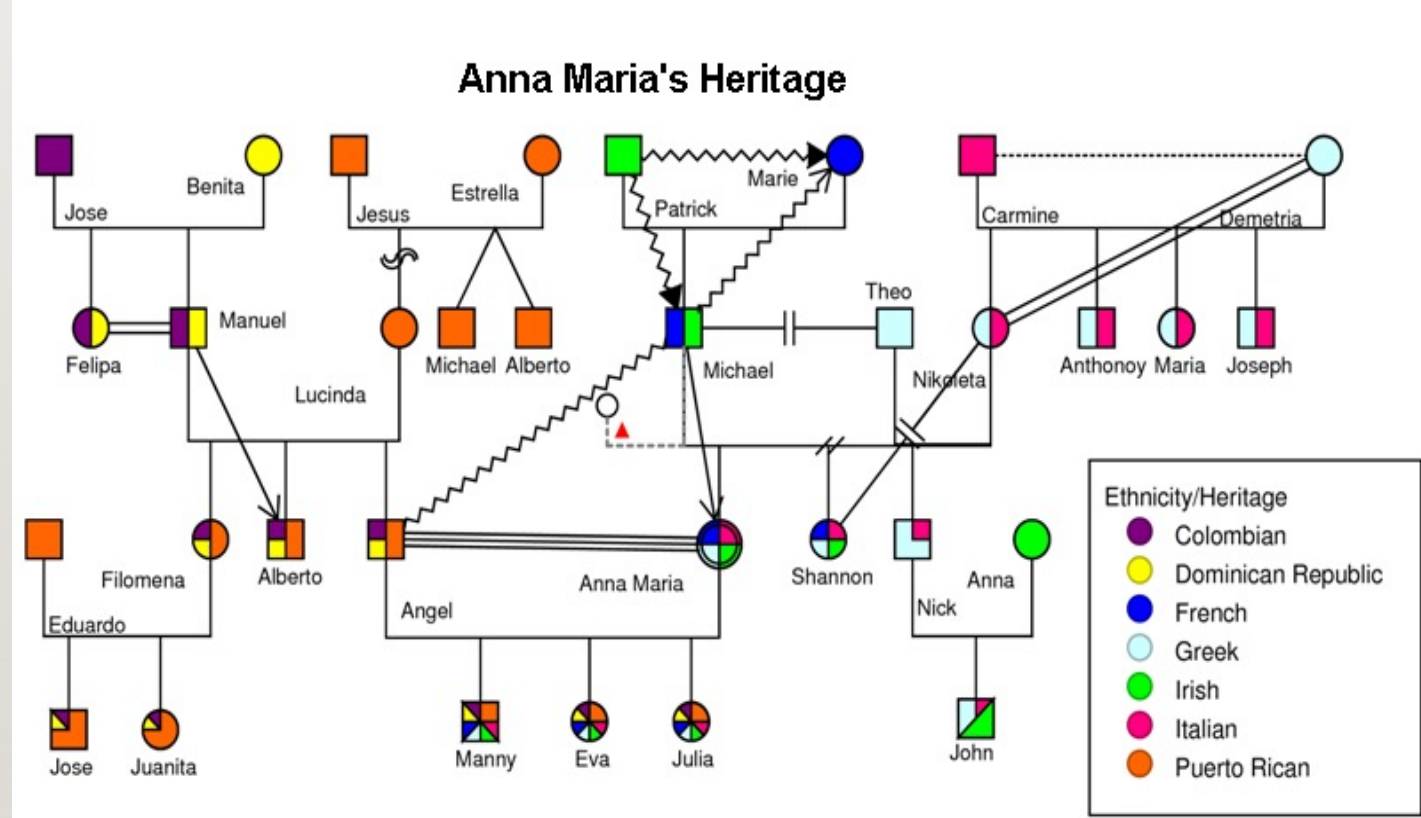 Anna Maria's Heritage
Benita
Jose
Estrella
Jesus
Marie
Patrick
Carmine
Demetria
Theo
Manuel
Felipa
Michael
Alberto
Michael
Nikoleta
Anthonoy
Maria
Joseph
Lucinda
Filomena
Alberto
Anna Maria
Shannon
Anna
Eduardo
Angel
Nick
Jose
Juanita
Manny
Eva
Julia
John
Ethnicity/Heritage
Colombian
Dominican Republic
French
Greek
Irish
Italian
Puerto Rican